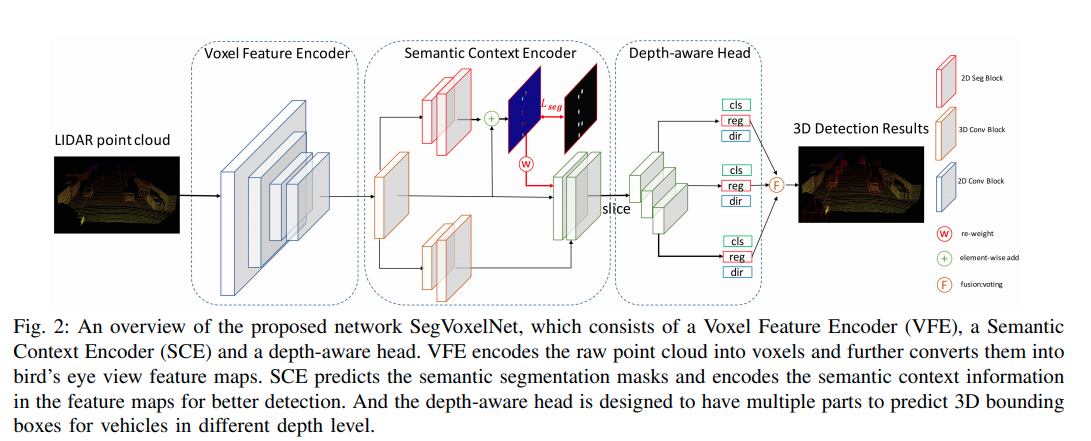 Voxel Feature Encoder
Semantic Context Encoder
Depth-aware Head
LIDAR point cloud
L seg
W
+
slice
cls
reg
dir
cls
reg
dir
cls
reg
dir
F
3D Detection Results
2D Seg Block
3D Conv Block
2D Conv Block
W re-weight
+ element-wise add
F fusion:voting
Fig. 2: An overview of the proposed network SegVoxelNet, which consists of a Voxel Feature Encoder (VFE), a Semantic
Context Encoder (SCE) and a depth-aware head. VFE encodes the raw point cloud into voxels and further converts them into
bird's eye view feature maps. SCE predicts the semantic segmentation masks and encodes the semantic context information
in the feature maps for better detection. And the depth-aware head is designed to have multiple parts to predict 3D bounding
boxes for vehicles in different depth level.